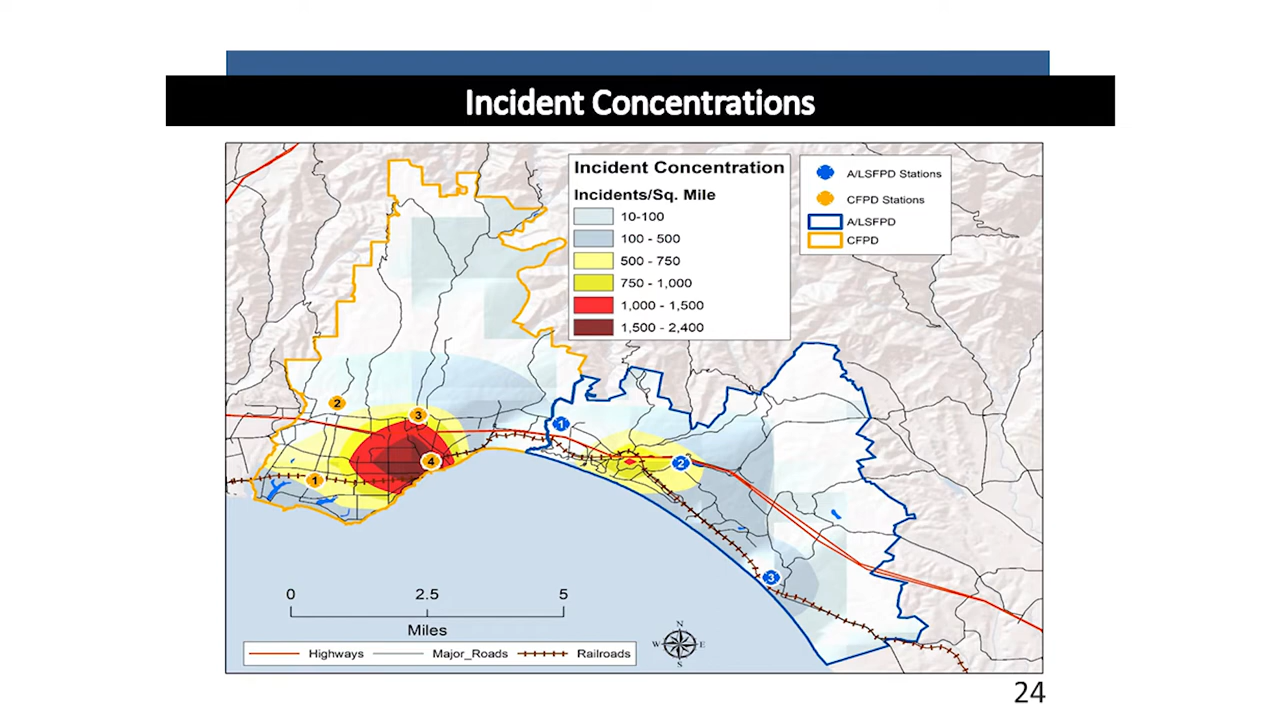 Incident Concentrations
Incident Concentration
Incidents/Sq. Mile
10-100
100 - 500
500 - 750
750 - 1,000
1,000 - 1,500
1,500 - 2,400
A/LSFPD Stations
CFPD Stations
A/LSFPD
CFPD
2
3
4
1
1
2
3
0 2.5 5
Miles
N
W E
S
Highways Major_Roads Railroads
24